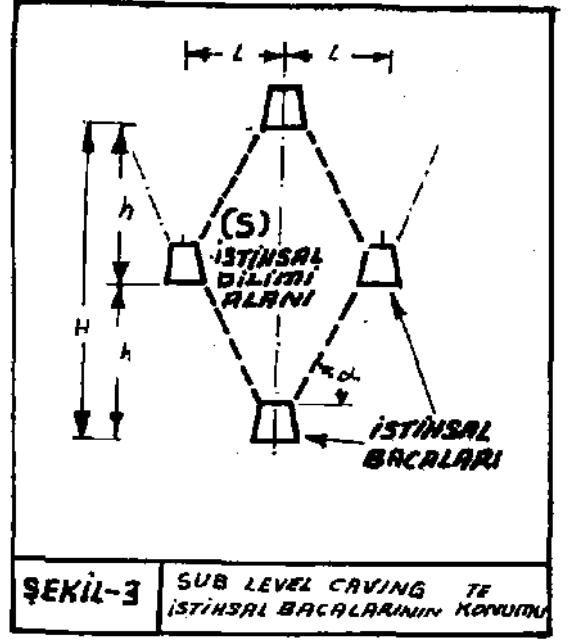 L L
h
H
h
(S)
İSTİHSAL
DİLİMİ
ALANI
α
İSTİHSAL
BACALARI
ŞEKİL-3
SUB LEVEL CAVING TE
İSTİHSAL BACALARININ KONUMU